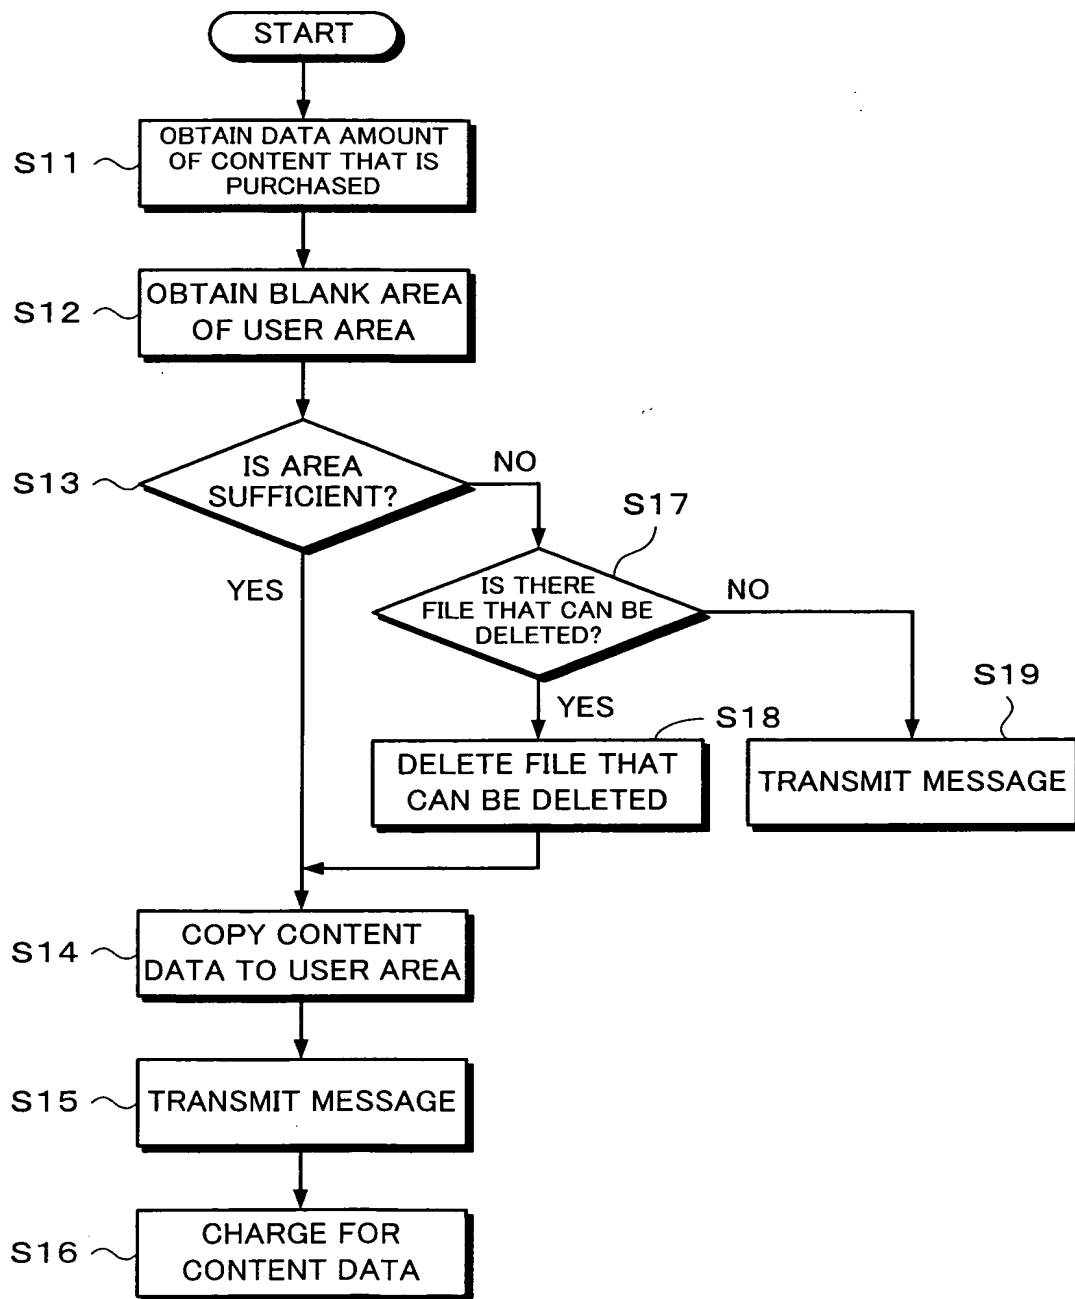 START
S11
OBTAIN DATA AMOUNT
OF CONTENT THAT IS
PURCHASED
S12
OBTAIN BLANK AREA
OF USER AREA
S13
IS AREA
SUFFICIENT?
NO
YES
S17
IS THERE
FILE THAT CAN BE
DELETED?
NO
YES
S18
DELETE FILE THAT
CAN BE DELETED
S19
TRANSMIT MESSAGE
S14
COPY CONTENT
DATA TO USER AREA
S15
TRANSMIT MESSAGE
S16
CHARGE FOR
CONTENT DATA